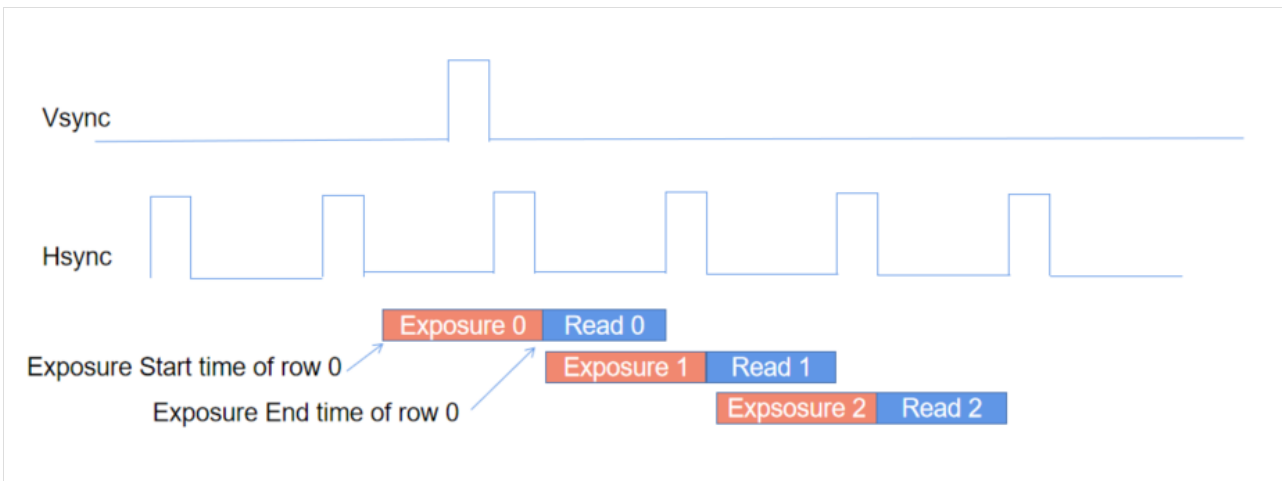 Vsync
Hsync
Exposure 0 Read 0
Exposure Start time of row 0
Exposure 1 Read 1
Exposure End time of row 0
Expsosure 2 Read 2